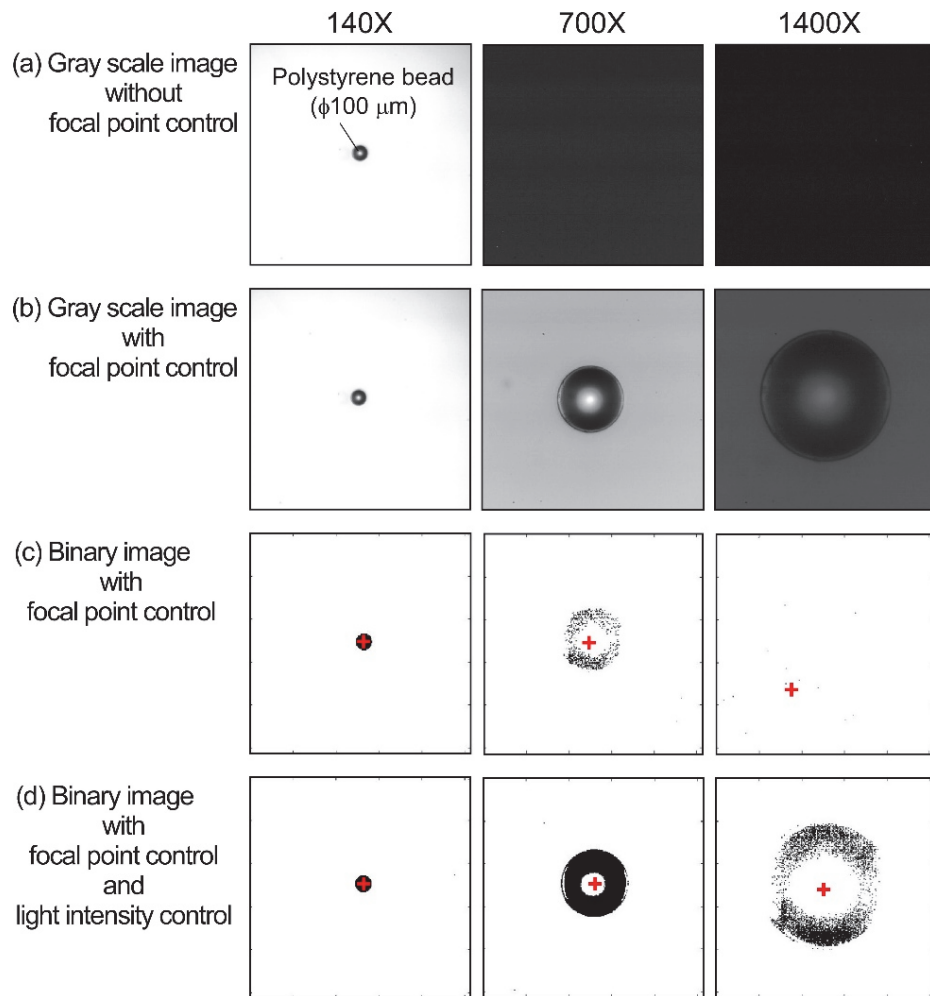 140X 700X 1400X
(a) Gray scale image
without
focal point control
Polystyrene bead
(ϕ100 μm)
(b) Gray scale image
with
focal point control
(c) Binary image
with
focal point control
(d) Binary image
with
focal point control
and
light intensity control